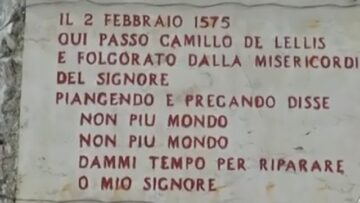 IL 2 FEBBRAIO 1575
QUI PASSO CAMILLO DE LELLIS
E FOLGORATO DALLA MISERICORDI
DEL SIGNORE
PIANGENDO E PREGANDO DISSE
NON PIU MONDO
NON PIU MONDO
DAMMI TEMPO PER RIPARARE
O MIO SIGNORE